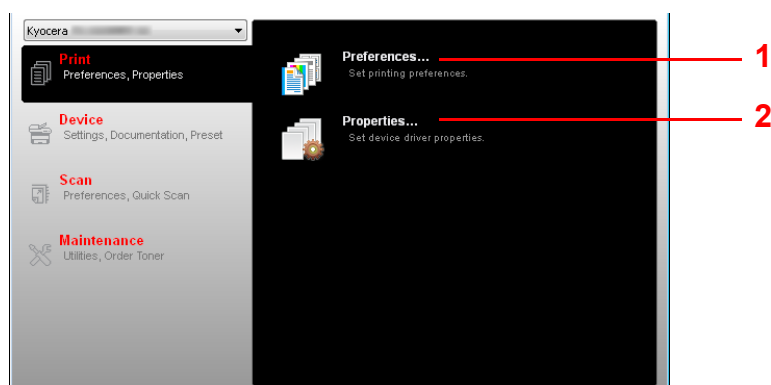 Kyocera
Print
Preferences, Properties
Device
Settings, Documentation, Preset
Scan
Preferences, Quick Scan
Maintenance
Utilities, Order Toner
Preferences...
Set printing preferences.
1
Properties...
Set device driver properties.
2